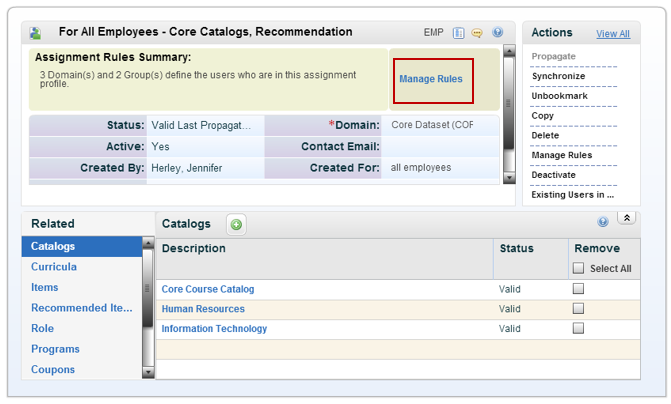 For All Employees - Core Catalogs, Recommendation
EMP
Assignment Rules Summary:
3 Domain(s) and 2 Group(s) define the users who are in this assignment
profile.
Manage Rules
Status: Valid Last Propagat... *Domain: Core Dataset (COF
Active: Yes Contact Email:
Created By: Herley, Jennifer Created For: all employees
Actions View All
Propagate
Synchronize
Unbookmark
Copy
Delete
Manage Rules
Deactivate
Existing Users in ...
Related
Catalogs
Curricula
Items
Recommended Ite...
Role
Programs
Coupons
Catalogs
Description Status Remove
Select All
Core Course Catalog Valid
Human Resources Valid
Information Technology Valid